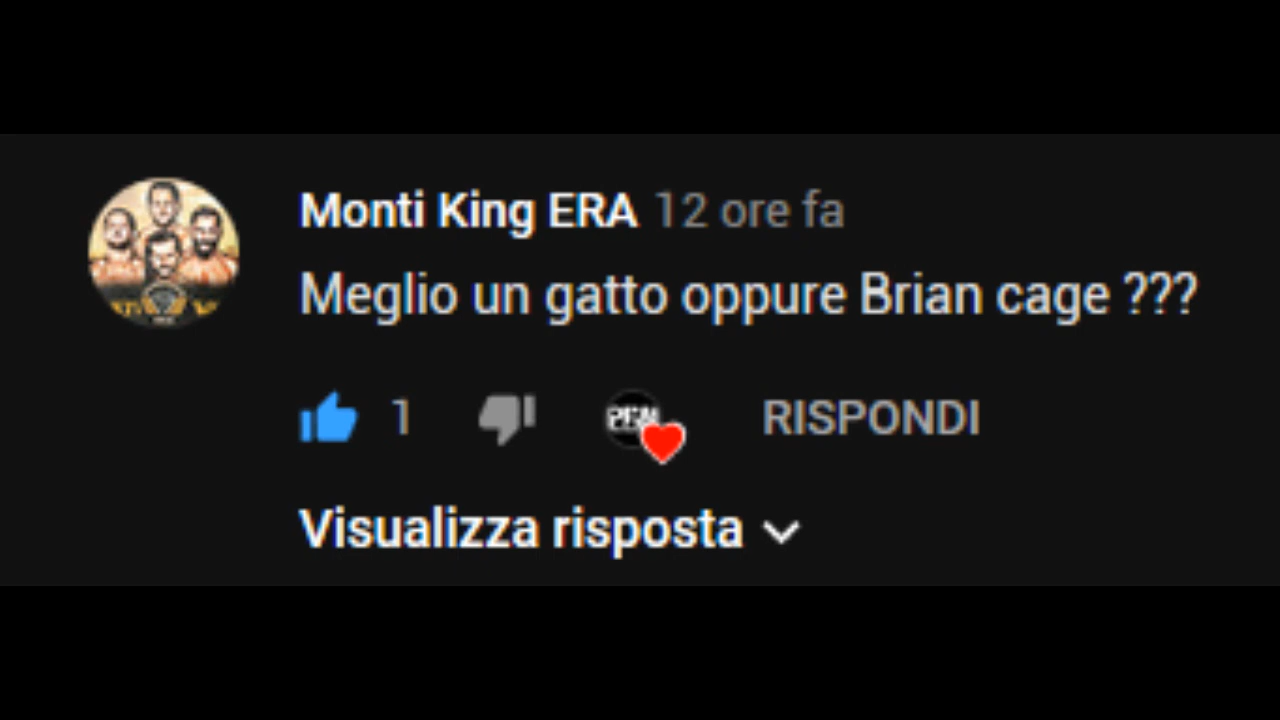 Monti King ERA 12 ore fa
Meglio un gatto oppure Brian cage ???
1 RISPONDI
Visualizza risposta